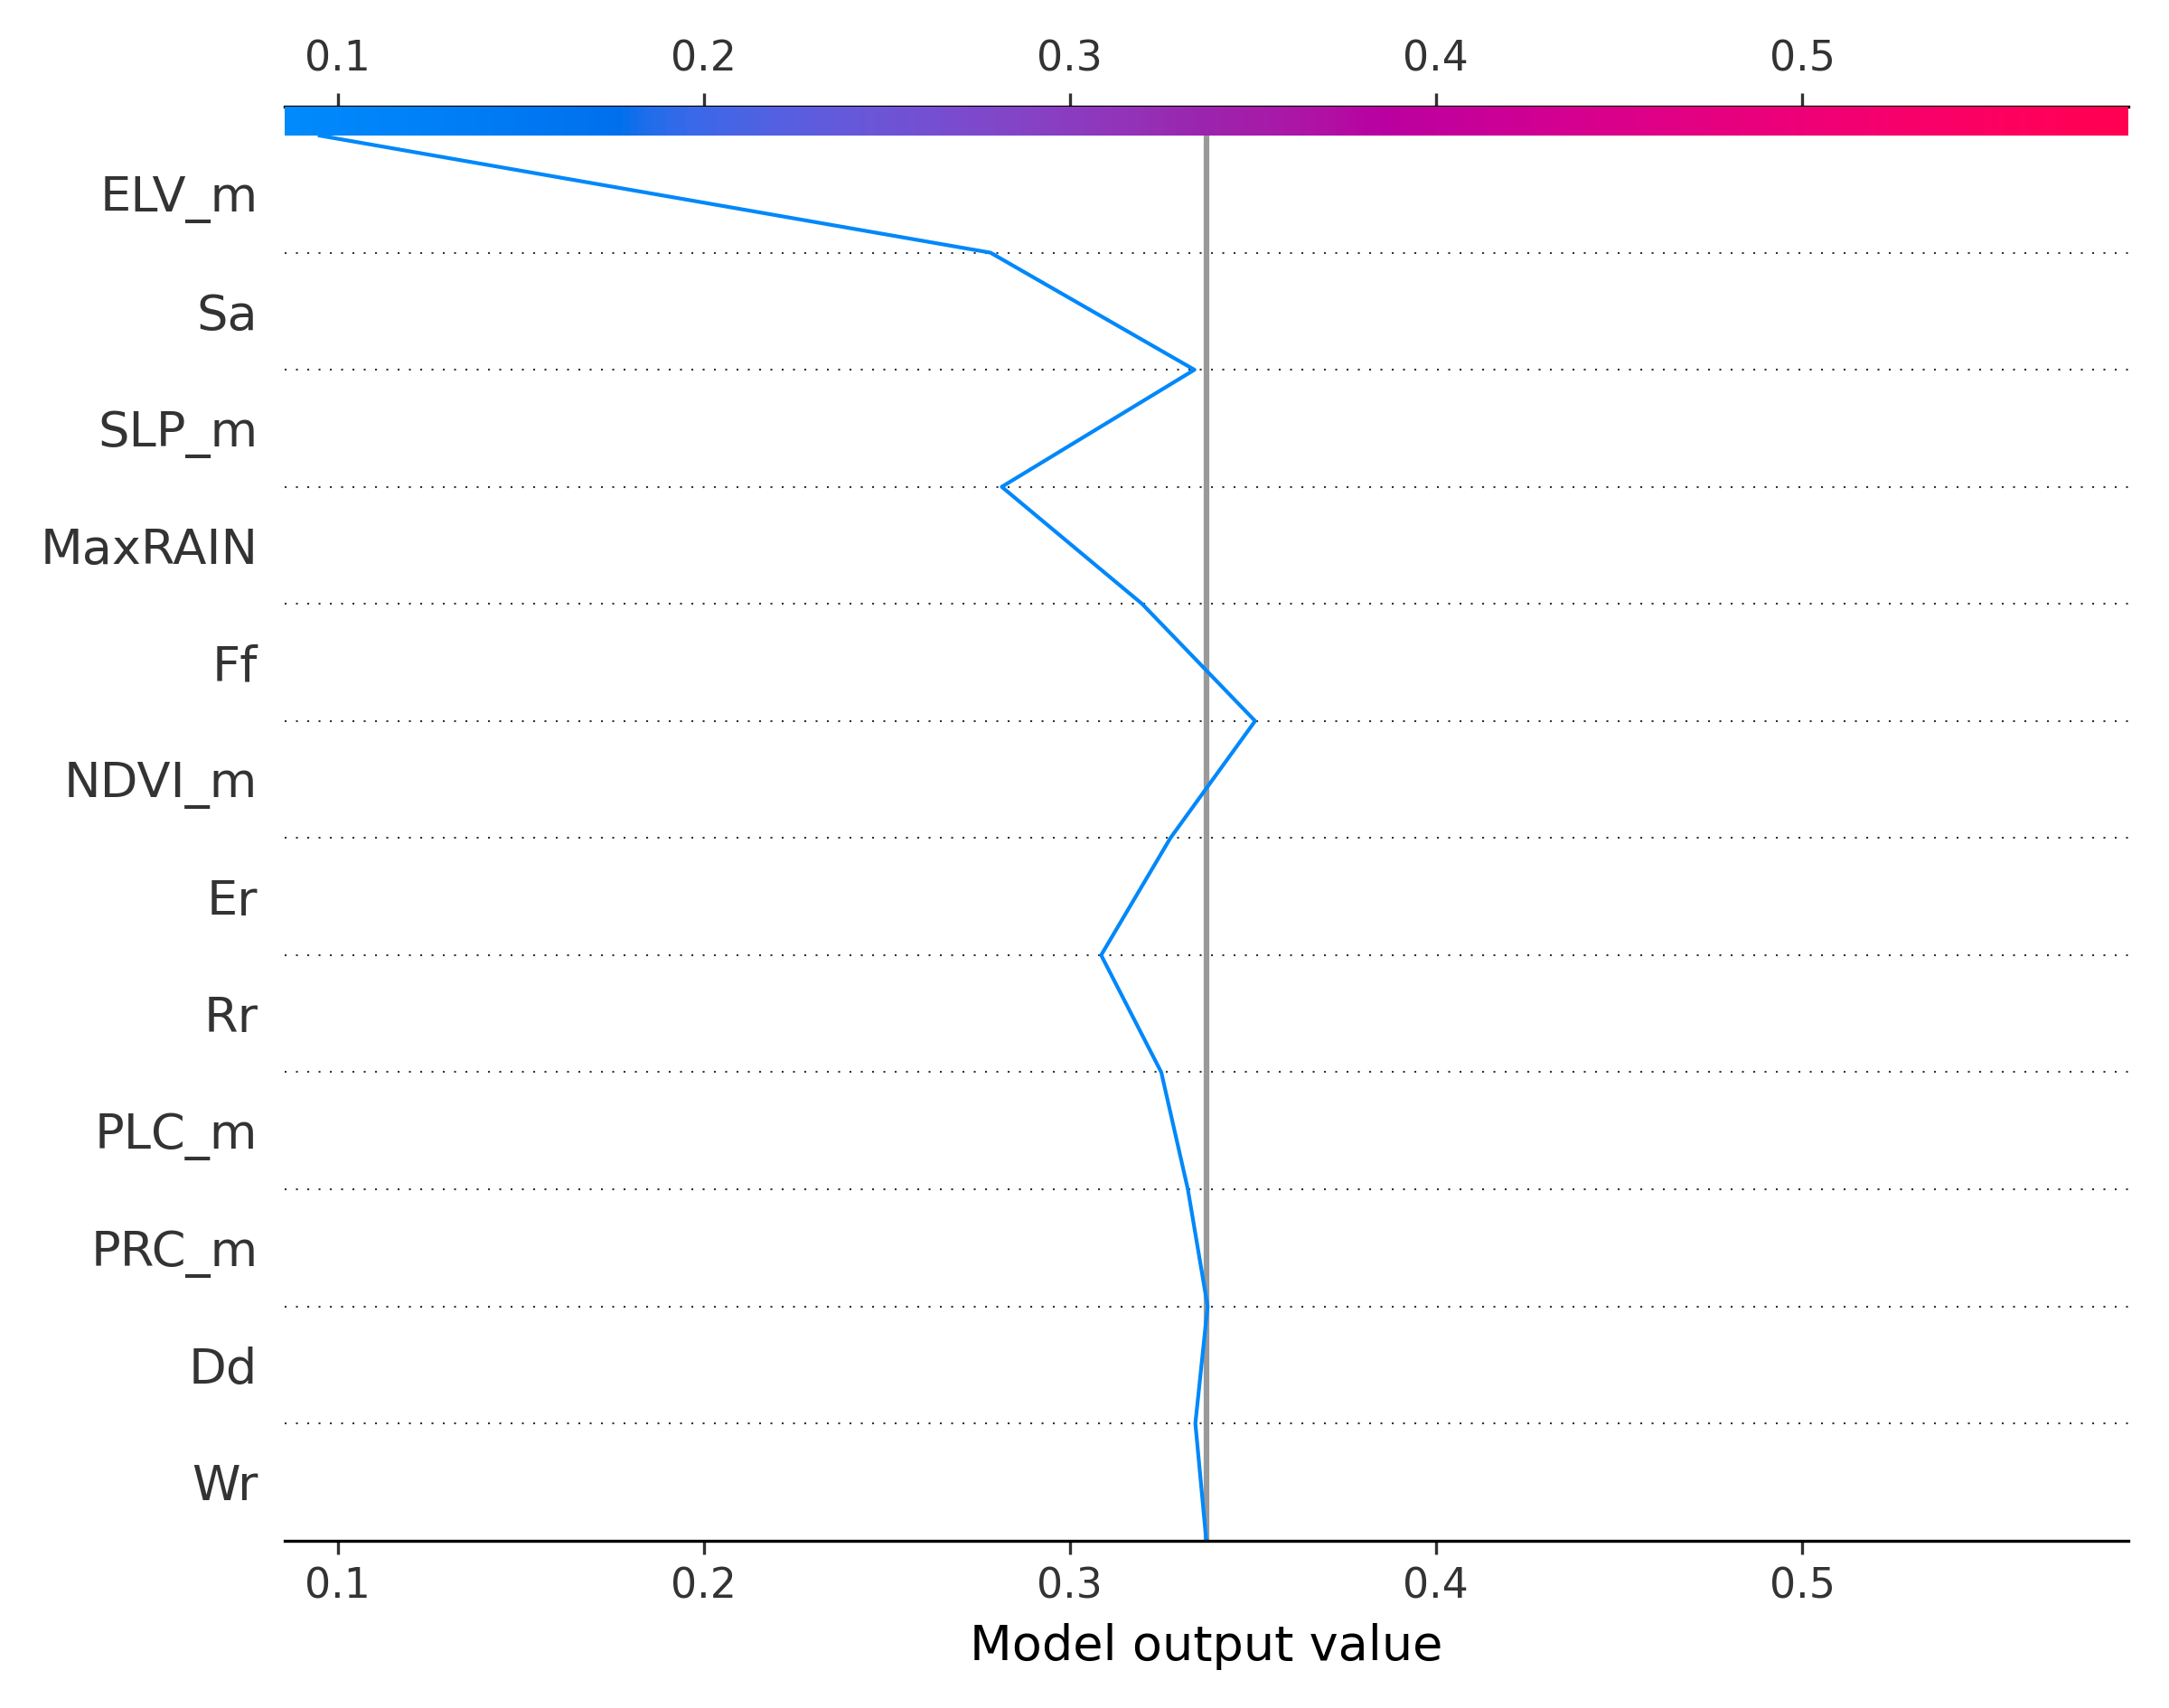 0.1 0.2 0.3 0.4 0.5
ELV_m
Sa
SLP_m
MaxRAIN
Ff
NDVI_m
Er
Rr
PLC_m
PRC_m
Dd
Wr
0.1 0.2 0.3 0.4 0.5
Model output value